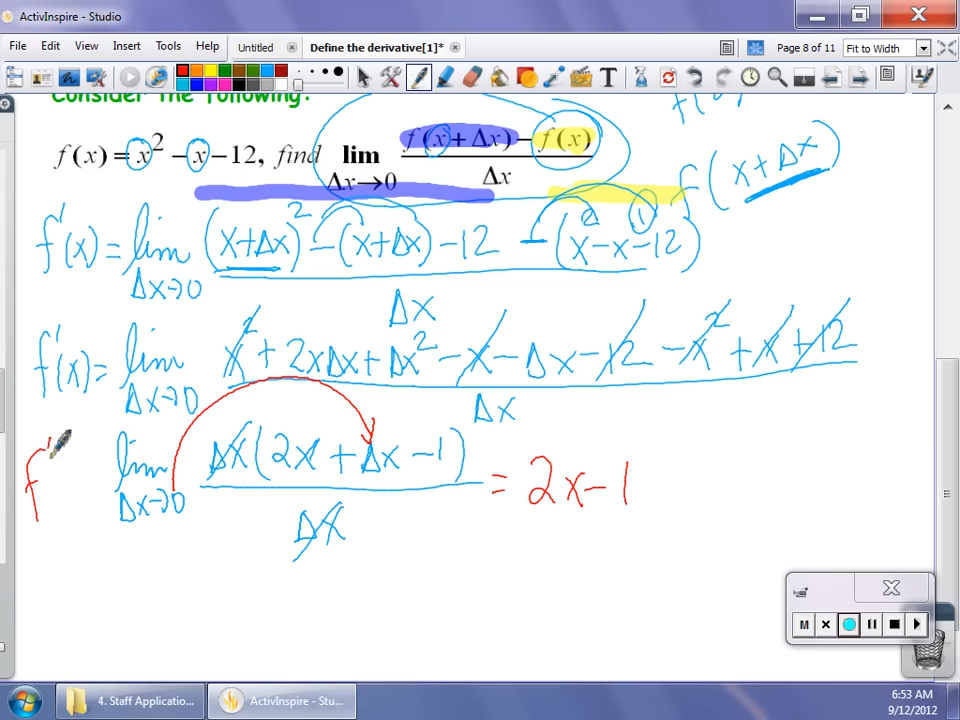 ActivInspire - Studio
File Edit View Insert Tools Help Untitled Define the derivative[1]* Page 8 of 11 Fit to Width
Consider the following:
f(x) = x² − x − 12, find lim Δx→0 f(x + Δx) − f(x) / Δx
f(x+Δx)
f'(x) = lim Δx→0 (x+Δx)² − (x+Δx) − 12 − (x² − x − 12) / Δx
f'(x) = lim Δx→0 x² + 2xΔx + Δx² − x − Δx − 12 − x² + x + 12 / Δx
f' lim Δx→0 Δx(2x + Δx − 1) / Δx = 2x − 1
M
4. Staff Applicatio... ActivInspire - Stu...
6:53 AM
9/12/2012